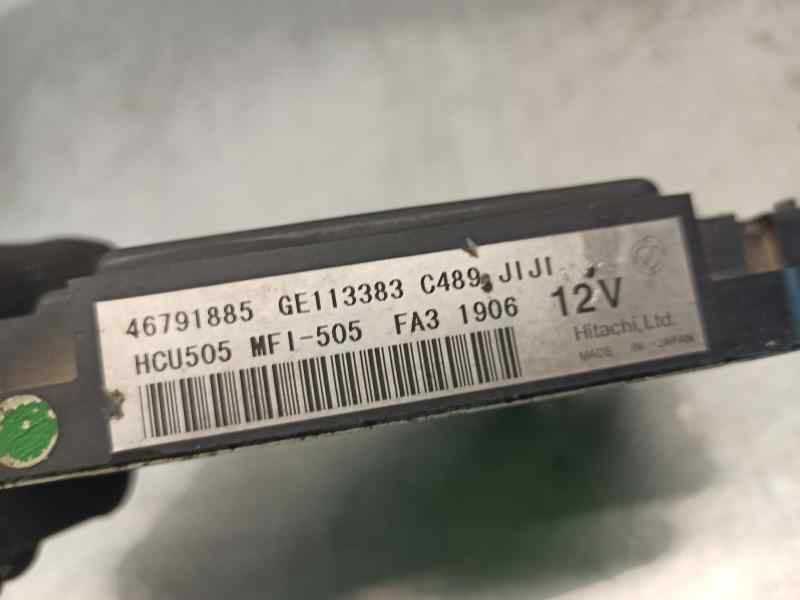 46791885 GE113383 C489 JIJI
HCU505 MFI-505 FA3 1906
12V
Hitachi, Ltd.
MADE IN JAPAN